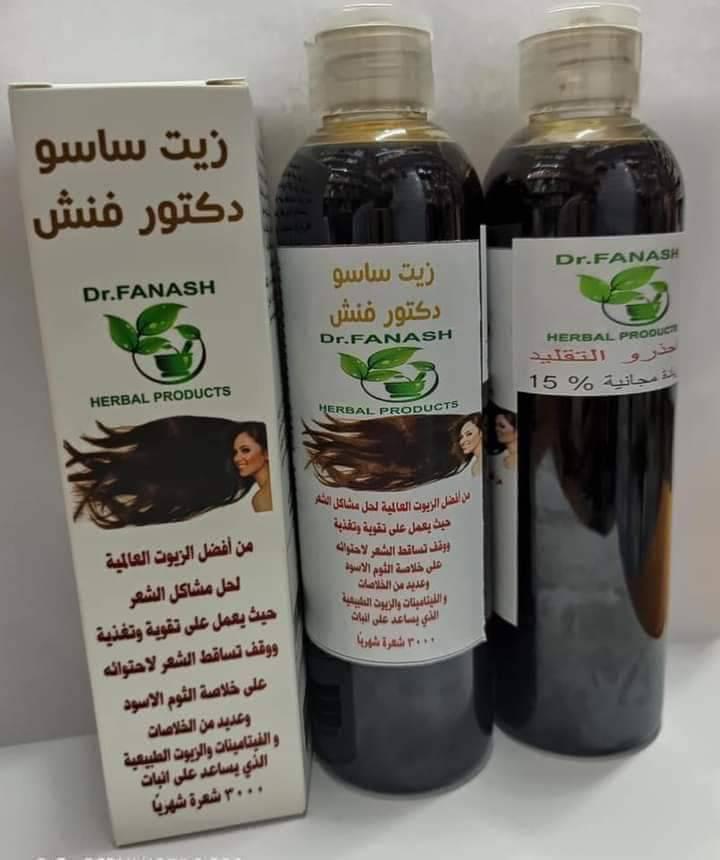 زيت ساسو
دكتور فنش
Dr.FANASH
HERBAL PRODUCTS
من أفضل الزيوت العالمية
لحل مشاكل الشعر
حيث يعمل على تقوية وتغذية
ووقف تساقط الشعر لاحتوائه
على خلاصة الثوم الاسود
وعديد من الخلاصات
و الفيتامينات والزيوت الطبيعية
الذي يساعد على انبات
٣٠٠٠ شعرة شهريًا
زيت ساسو
دكتور فنش
Dr.FANASH
HERBAL PRODUCTS
من أفضل الزيوت العالمية لحل مشاكل الشعر
حيث يعمل على تقوية وتغذية
ووقف تساقط الشعر لاحتوائه
على خلاصة الثوم الاسود
وعديد من الخلاصات
و الفيتامينات والزيوت الطبيعية
الذي يساعد على انبات
٣٠٠٠ شعرة شهريًا
Dr.FANASH
HERBAL PRODUCTS
التقليد
مجانية % 15